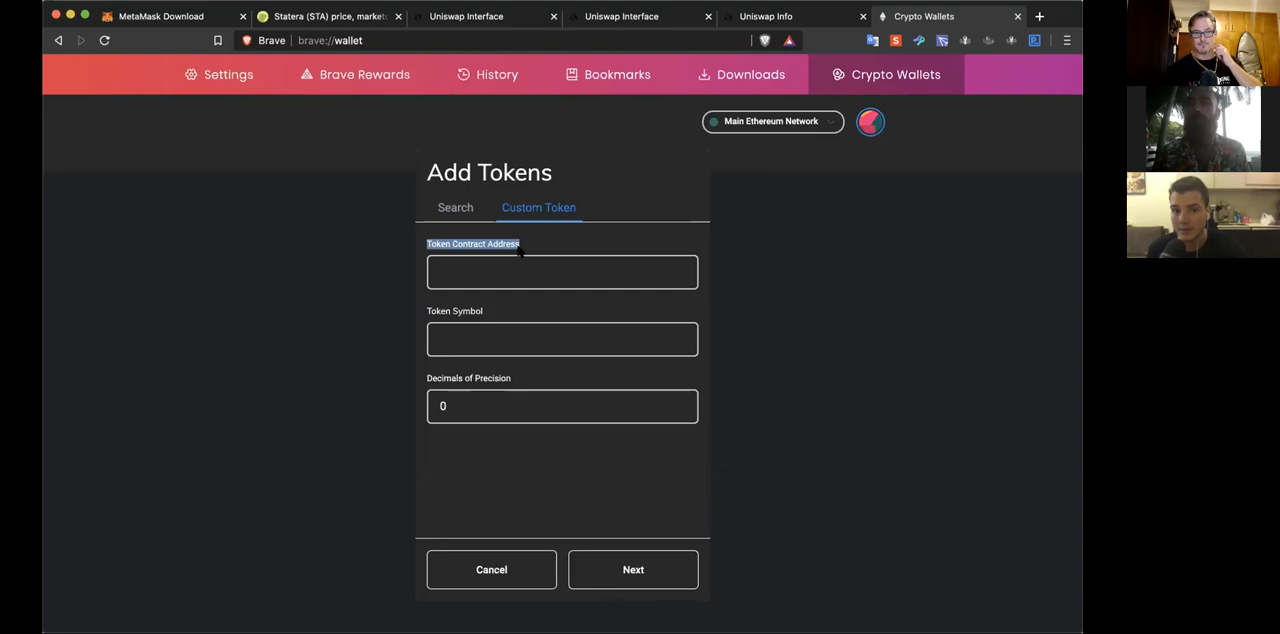 MetaMask Download
Statera (STA) price, market
Uniswap Interface
Uniswap Interface
Uniswap Info
Crypto Wallets
Brave
brave://wallet
Settings
Brave Rewards
History
Bookmarks
Downloads
Crypto Wallets
Main Ethereum Network
Add Tokens
Search
Custom Token
Token Contract Address
Token Symbol
Decimals of Precision
0
Cancel
Next